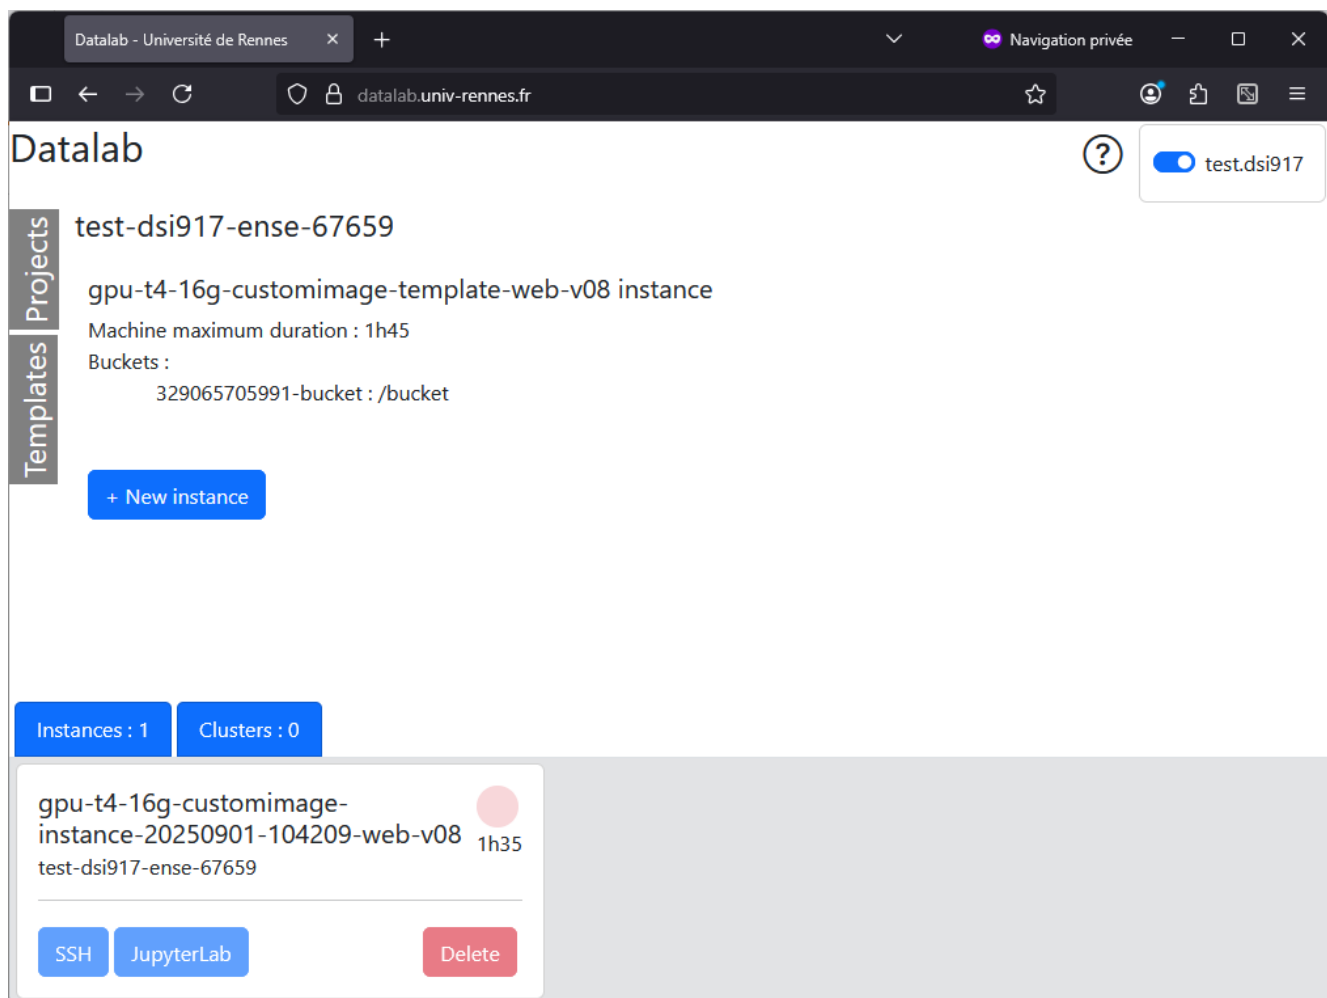 Datalab - Université de Rennes
Navigation privée
datalab.univ-rennes.fr
Datalab
?
test.dsi917
Projects
Templates
test-dsi917-ense-67659
gpu-t4-16g-customimage-template-web-v08 instance
Machine maximum duration : 1h45
Buckets :
329065705991-bucket : /bucket
+ New instance
Instances : 1
Clusters : 0
gpu-t4-16g-customimage-
instance-20250901-104209-web-v08
1h35
test-dsi917-ense-67659
SSH
JupyterLab
Delete